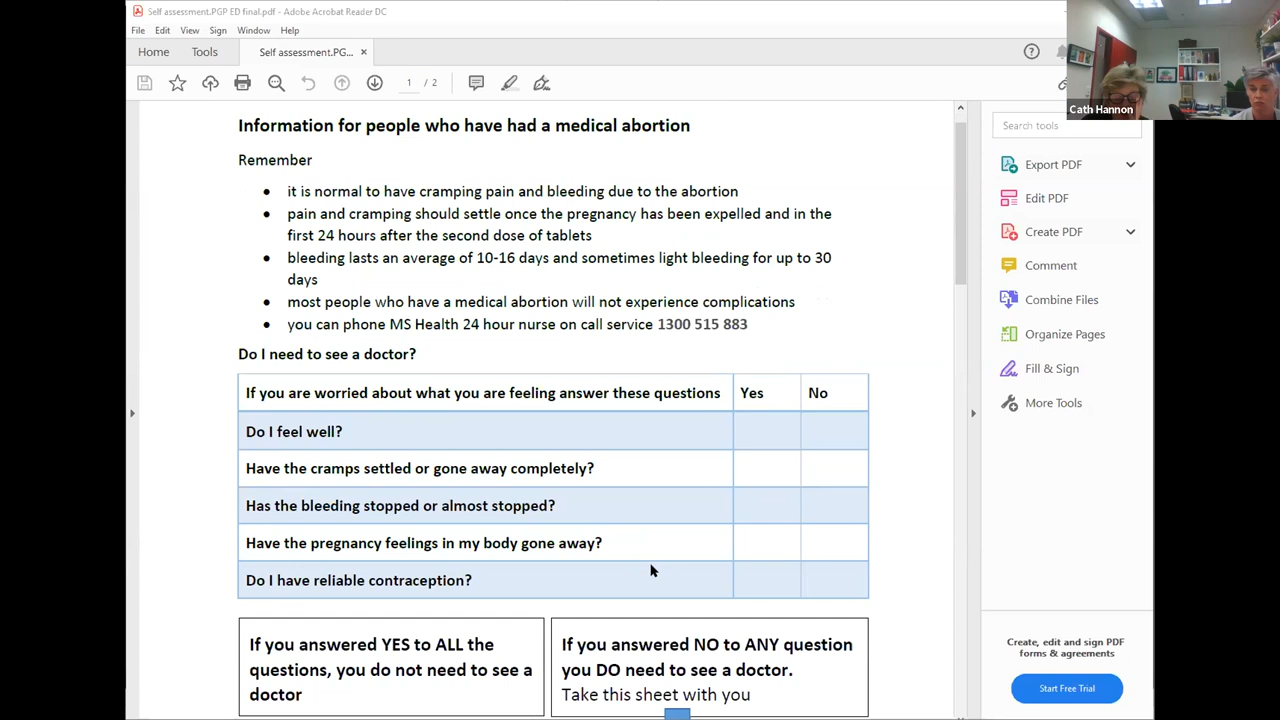 Self assessment.PGP ED final.pdf - Adobe Acrobat Reader DC
File Edit View Sign Window Help
Home Tools Self assessment.PG... ×
1 / 2
Cath Hannon
Information for people who have had a medical abortion
Remember
• it is normal to have cramping pain and bleeding due to the abortion
• pain and cramping should settle once the pregnancy has been expelled and in the
first 24 hours after the second dose of tablets
• bleeding lasts an average of 10-16 days and sometimes light bleeding for up to 30
days
• most people who have a medical abortion will not experience complications
• you can phone MS Health 24 hour nurse on call service 1300 515 883
Do I need to see a doctor?
If you are worried about what you are feeling answer these questions Yes No
Do I feel well?
Have the cramps settled or gone away completely?
Has the bleeding stopped or almost stopped?
Have the pregnancy feelings in my body gone away?
Do I have reliable contraception?
If you answered YES to ALL the
questions, you do not need to see a
doctor
If you answered NO to ANY question
you DO need to see a doctor.
Take this sheet with you
Search tools
Export PDF
Edit PDF
Create PDF
Comment
Combine Files
Organize Pages
Fill & Sign
More Tools
Create, edit and sign PDF
forms & agreements
Start Free Trial